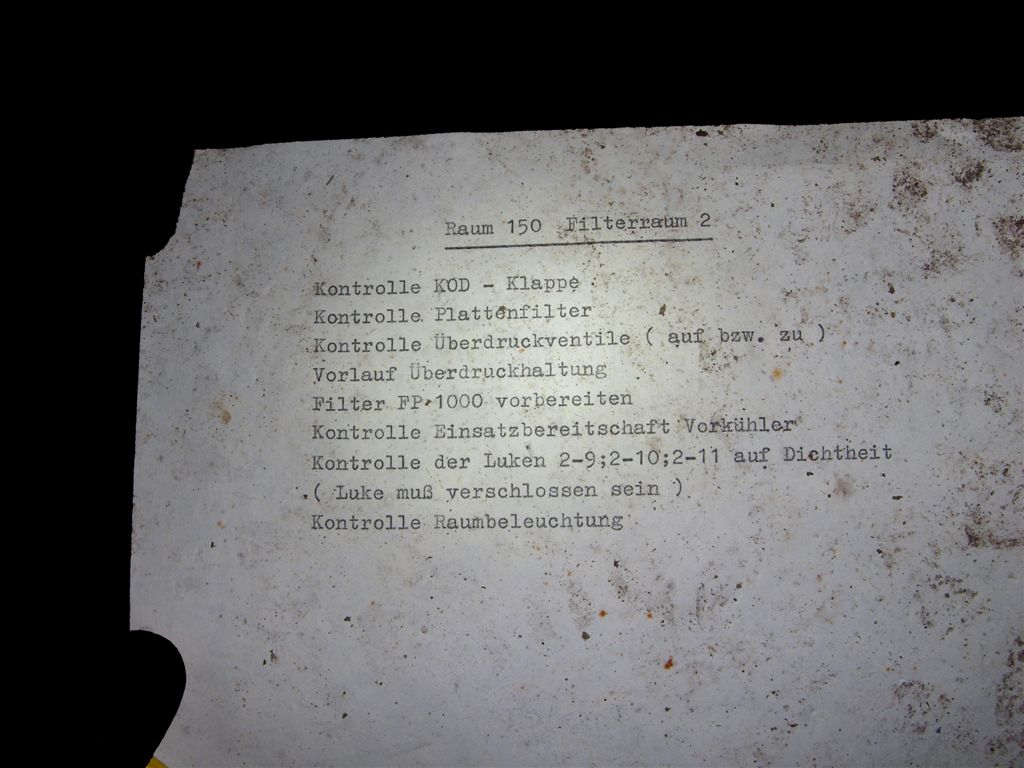 Raum 150 Filterraum 2
Kontrolle KOD - Klappe
Kontrolle Plattenfilter
Kontrolle Überdruckventile ( auf bzw. zu )
Vorlauf Überdruckhaltung
Filter FP 1000 vorbereiten
Kontrolle Einsatzbereitschaft Vorkühler
Kontrolle der Luken 2-9;2-10;2-11 auf Dichtheit
( Luke muß verschlossen sein )
Kontrolle Raumbeleuchtung